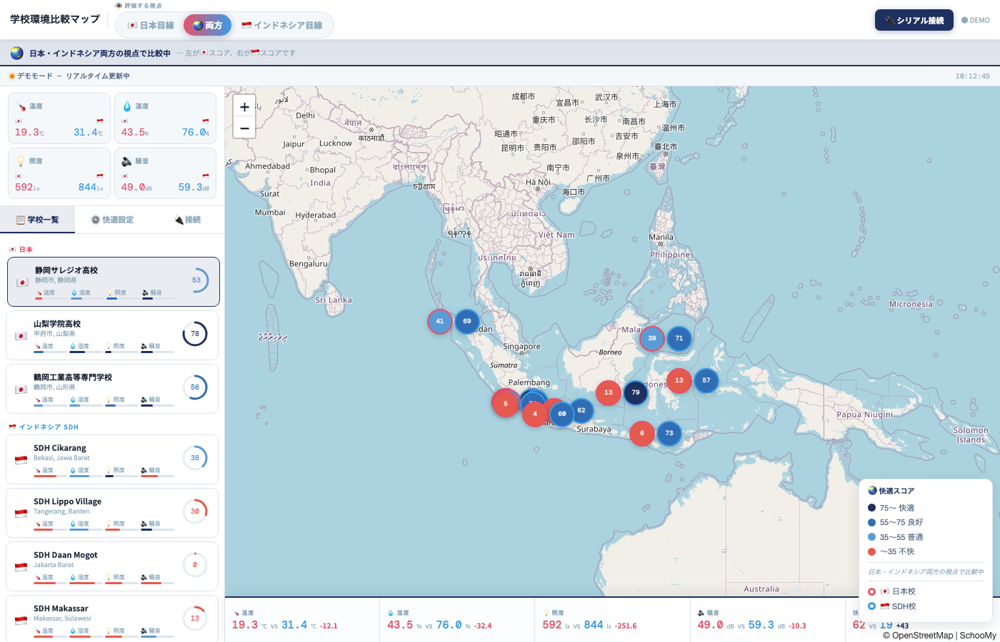 学校環境比較マップ
評価する視点
日本目線
両方
インドネシア目線
シリアル接続
DEMO
日本・インドネシア両方の視点で比較中 — 左が🇯🇵スコア、右が🇮🇩スコアです
デモモード — リアルタイム更新中
10:12:45
温度
19.3℃ 31.4℃
湿度
43.5% 76.0%
照度
592lx 844lx
騒音
49.0dB 59.3dB
学校一覧
快適設定
接続
日本
静岡サレジオ高校
静岡市, 静岡県
温度 湿度 照度 騒音
53
山梨学院高校
甲府市, 山梨県
温度 湿度 照度 騒音
78
鶴岡工業高等専門学校
鶴岡市, 山形県
温度 湿度 照度 騒音
56
インドネシア SDH
SDH Cikarang
Bekasi, Jawa Barat
温度 湿度 照度 騒音
38
SDH Lippo Village
Tangerang, Banten
温度 湿度 照度 騒音
30
SDH Daan Mogot
Jakarta Barat
温度 湿度 照度 騒音
0
SDH Makassar
Makassar, Sulawesi
温度 湿度 照度 騒音
13
+
−
لاہور
Delhi
नेपाल
काठमाडौं
Jaipur
Lucknow
Ahmedabad
Bhopal
India
বাংলাদেশ
চট্টগ্রাম
Surat
Mumbai
Hyderabad
Bengaluru
Sri Lanka
ދިވެހިރާއްޖެ
မြန်မာ
ရန်ကုန်
成都市
重庆市
宜昌市
武汉市
长沙市
南昌市
上海市
温州市
昭通市
昆明市
贵阳市
邵阳市
吉安市
泉州市
臺北市
臺灣
南宁市
广州市
海口市
Hà Nội
ປະເທດລາວ
Việt Nam
ประเทศไทย
រាជធានី
ភ្នំពេញ
Manila
Philippines
Micronesia
Singapore
Sumatra
Borneo
Palembang
Surabaya
Papua Niugini
Solomon
Islands
Australia
41
69
39
71
13
57
13
79
5
4
60
62
6
73
快適スコア
75〜 快適
55〜75 良好
35〜55 普通
〜35 不快
日本・インドネシア両方の視点で比較中
日本校
SDH校
温度
19.3 ℃ VS 31.4 ℃ -12.1
湿度
43.5 % VS 76.0 % -32.4
照度
592 lx VS 844 lx -251.6
騒音
49.0 dB VS 59.3 dB -10.3
62 VS 19 +43
© OpenStreetMap | SchooMy